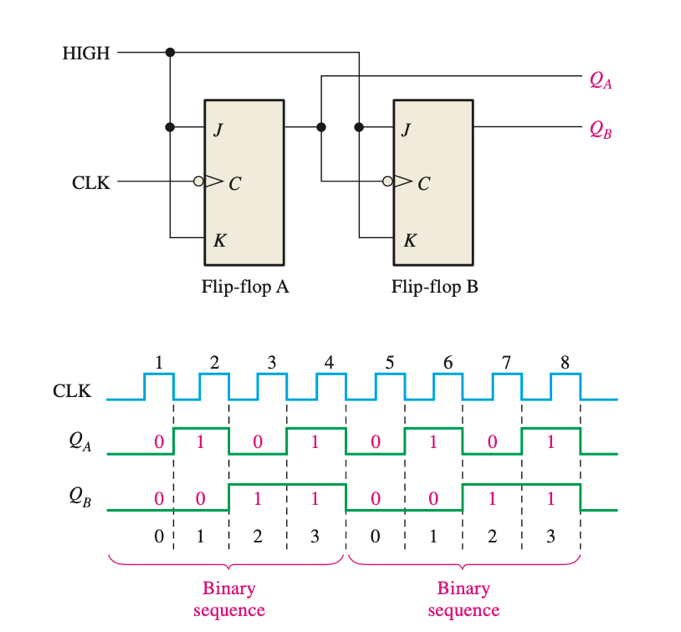 HIGH
Q_A
J
J
Q_B
CLK
C
C
K
K
Flip-flop A
Flip-flop B
1 2 3 4 5 6 7 8
CLK
Q_A 0 1 0 1 0 1 0 1
Q_B 0 0 1 1 0 0 1 1
0 1 2 3 0 1 2 3
Binary
sequence
Binary
sequence